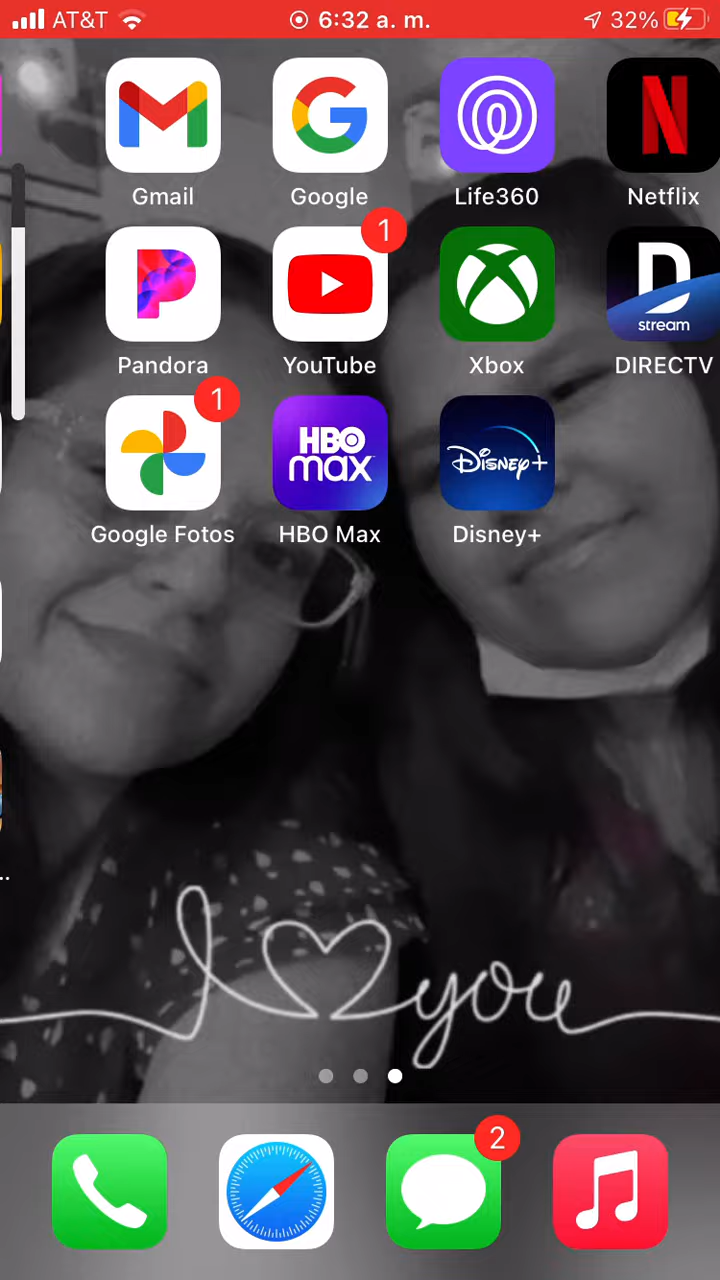 AT&T 6:32 a. m. 32%
Gmail Google Life360 Netflix
1
stream
Pandora YouTube Xbox DIRECTV
1
HBO max Disney+
Google Fotos HBO Max Disney+
I you
2